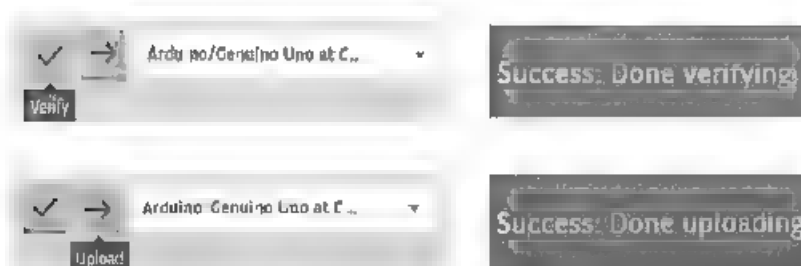 Arduino/Genuino Uno at C..
Success: Done verifying
Verify
Arduino Genuino Uno at C...
Success: Done uploading
Upload